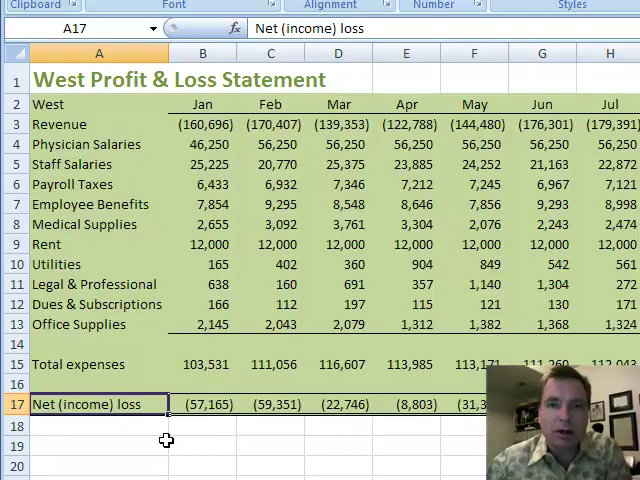 Clipboard Font Alignment Number Styles
A17 fx Net (income) loss
A B C D E F G H
1 West Profit & Loss Statement
2 West Jan Feb Mar Apr May Jun Jul
3 Revenue (160,696) (170,407) (139,353) (122,788) (144,480) (176,301) (179,391)
4 Physician Salaries 46,250 56,250 56,250 56,250 56,250 56,250 56,250
5 Staff Salaries 25,225 20,770 25,375 23,885 24,252 21,163 22,872
6 Payroll Taxes 6,433 6,932 7,346 7,212 7,245 6,967 7,121
7 Employee Benefits 7,854 9,295 8,548 8,646 7,856 9,293 8,998
8 Medical Supplies 2,655 3,092 3,761 3,304 2,076 2,243 2,474
9 Rent 12,000 12,000 12,000 12,000 12,000 12,000 12,000
10 Utilities 165 402 360 904 849 542 561
11 Legal & Professional 638 160 691 357 1,140 1,304 272
12 Dues & Subscriptions 166 112 197 115 121 130 171
13 Office Supplies 2,145 2,043 2,079 1,312 1,382 1,368 1,324
14
15 Total expenses 103,531 111,056 116,607 113,985 113,171 111,260 112,043
16
17 Net (income) loss (57,165) (59,351) (22,746) (8,803)
18
19
20